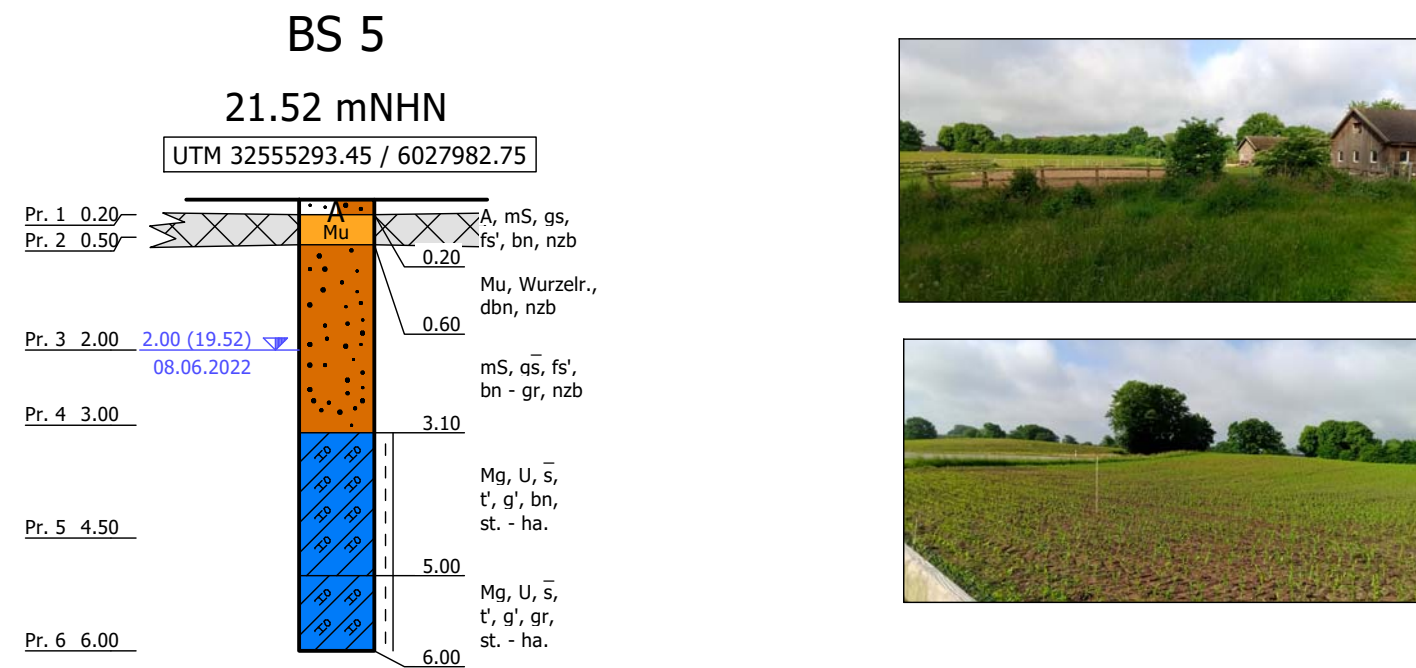 BS 5
21.52 mNHN
UTM 32555293.45 / 6027982.75
Pr. 1 0.20
Pr. 2 0.50
Pr. 3 2.00
Pr. 4 3.00
Pr. 5 4.50
Pr. 6 6.00
2.00 (19.52)
08.06.2022
A
Mu
0.20
0.60
3.10
5.00
6.00
A, mS, gs,
fs', bn, nzb
Mu, Wurzelr.,
dbn, nzb
mS, gs̅, fs',
bn - gr, nzb
Mg, U, s̅,
t', g', bn,
st. - ha.
Mg, U, s̅,
t', g', gr,
st. - ha.